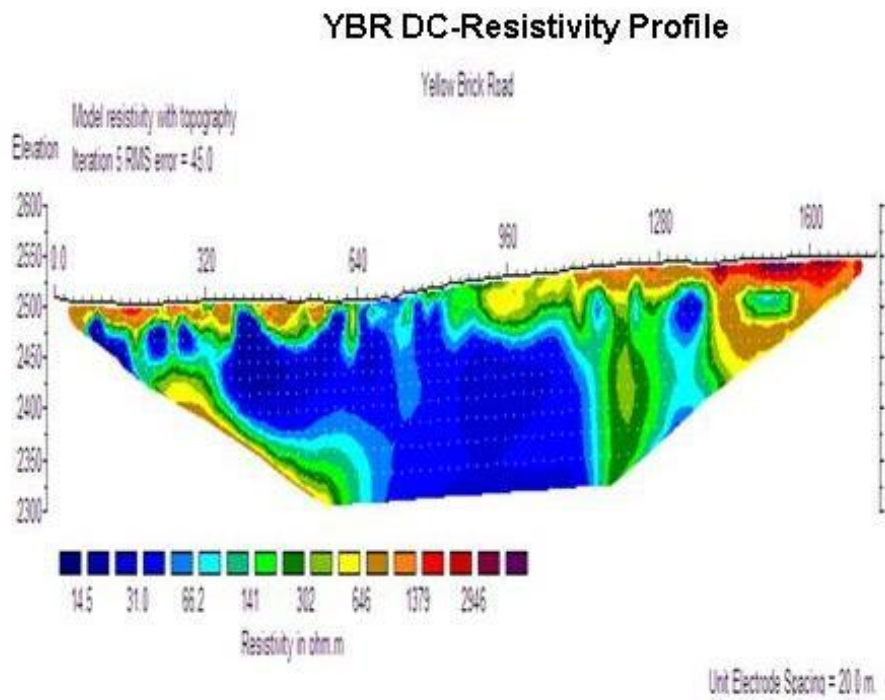 YBR DC-Resistivity Profile
Yellow Brick Road
Model resistivity with topography
Elevation
Iteration 5 RMS error = 45.0
2600
2550
2500
2450
2400
2350
2300
0.0 320 640 960 1280 1600
14.5 31.0 66.2 141 302 646 1379 2946
Resistivity in ohm.m
Unit Electrode Spacing = 20.0 m.